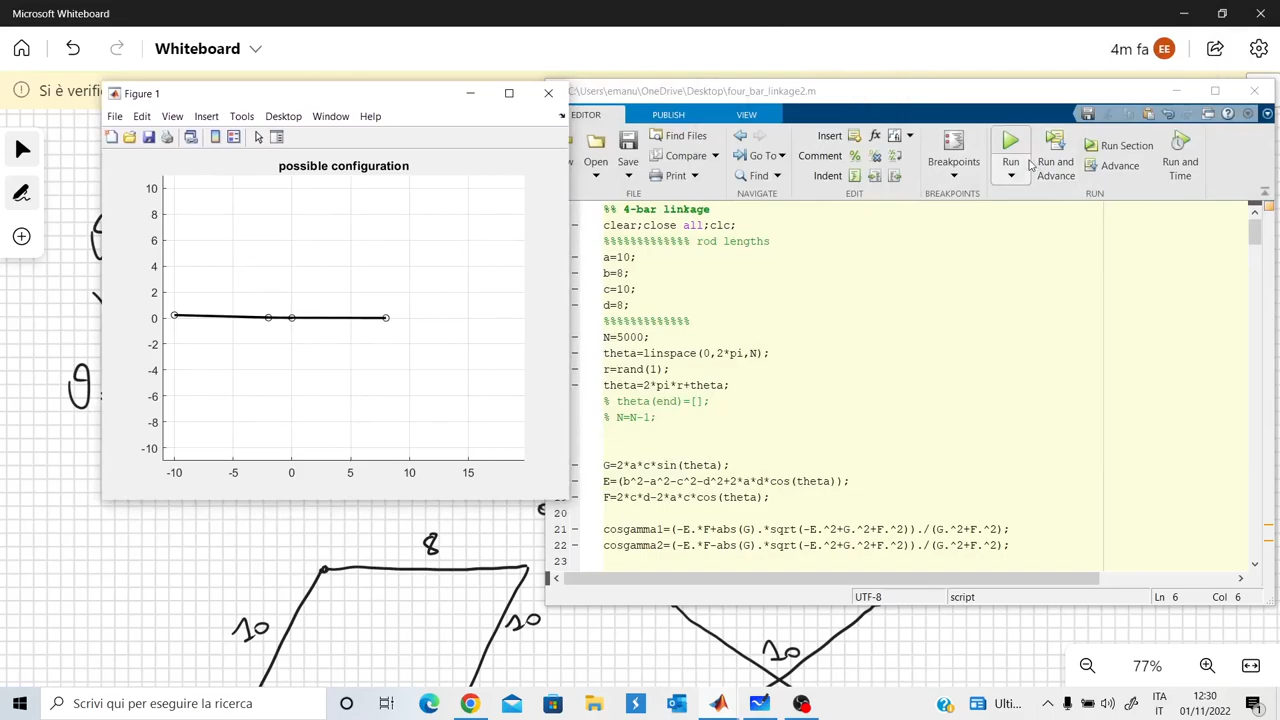 Microsoft Whiteboard
Whiteboard
4m fa EE
Si è verifi
Figure 1
File Edit View Insert Tools Desktop Window Help
possible configuration
10
8
6
4
2
0
-2
-4
-6
-8
-10
-10 -5 0 5 10 15
C:\Users\emanu\OneDrive\Desktop\four_bar_linkage2.m
EDITOR PUBLISH VIEW
Open Save
Find Files
Compare
Print
FILE
Go To
Find
NAVIGATE
Insert
Comment
Indent
EDIT
Breakpoints
BREAKPOINTS
Run
Run and Advance
Run Section
Advance
Run and Time
RUN
%% 4-bar linkage
clear;close all;clc;
%%%%%%%%%%%%% rod lengths
a=10;
b=8;
c=10;
d=8;
%%%%%%%%%%%%%
N=5000;
theta=linspace(0,2*pi,N);
r=rand(1);
theta=2*pi*r+theta;
% theta(end)=[];
% N=N-1;
G=2*a*c*sin(theta);
E=(b^2-a^2-c^2-d^2+2*a*d*cos(theta));
F=2*c*d-2*a*c*cos(theta);
20
21 cosgamma1=(-E.*F+abs(G).*sqrt(-E.^2+G.^2+F.^2))./(G.^2+F.^2);
22 cosgamma2=(-E.*F-abs(G).*sqrt(-E.^2+G.^2+F.^2))./(G.^2+F.^2);
23
UTF-8 script Ln 6 Col 6
8
10
10
10
77%
Scrivi qui per eseguire la ricerca
Ulti...
ITA
IT
12:30
01/11/2022